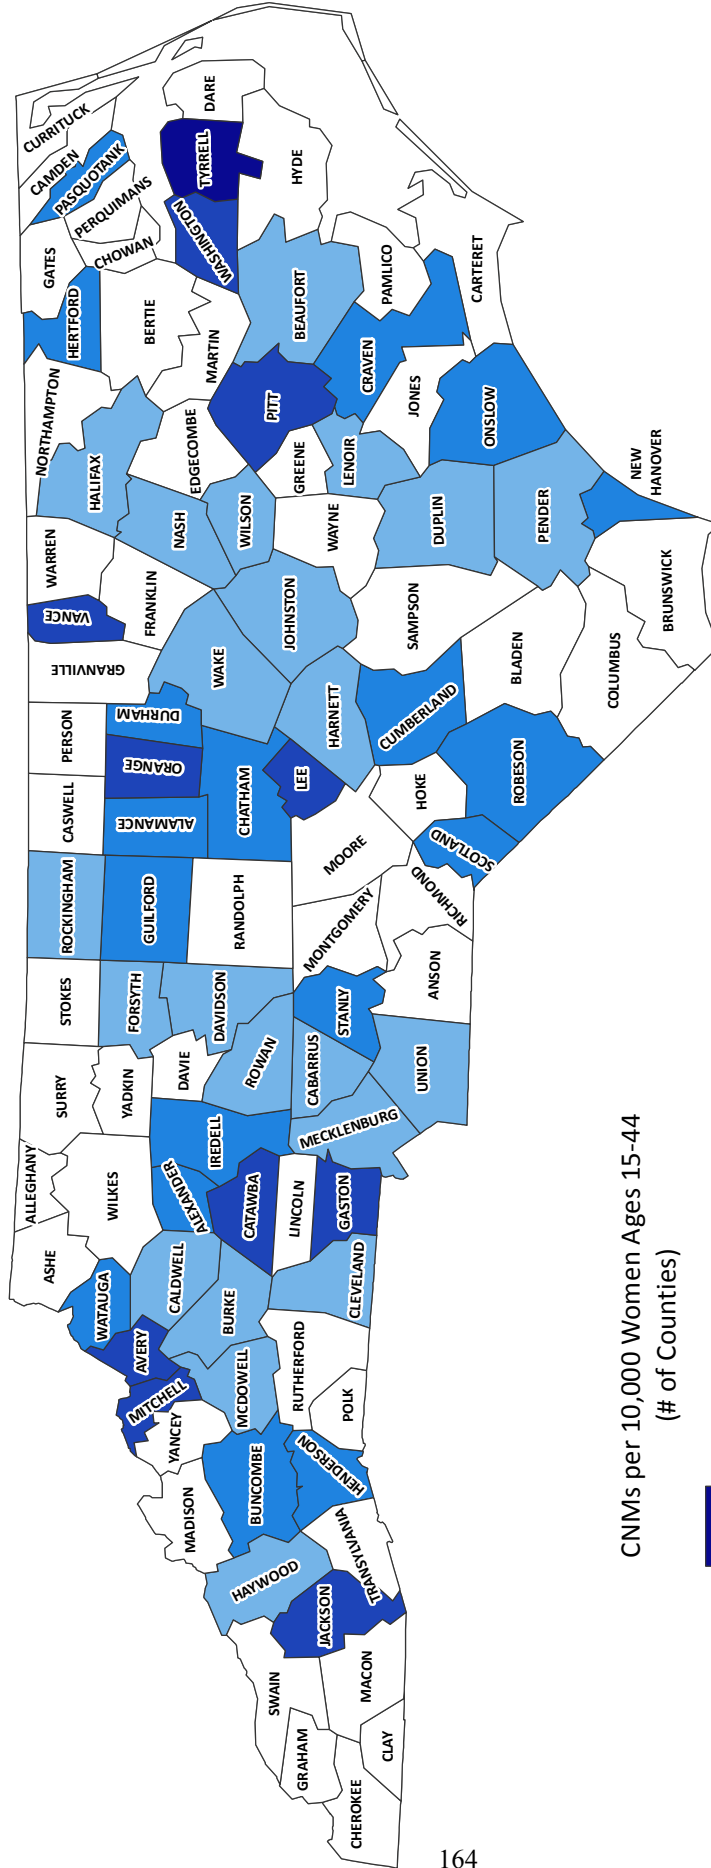 CHEROKEE
GRAHAM
CLAY
SWAIN
MACON
JACKSON
HAYWOOD
TRANSYLVANIA
MADISON
BUNCOMBE
HENDERSON
YANCEY
MITCHELL
AVERY
MCDOWELL
RUTHERFORD
POLK
WATAUGA
ASHE
ALLEGHANY
CALDWELL
BURKE
CLEVELAND
WILKES
ALEXANDER
CATAWBA
LINCOLN
GASTON
SURRY
YADKIN
IREDELL
DAVIE
ROWAN
MECKLENBURG
CABARRUS
UNION
STOKES
FORSYTH
DAVIDSON
STANLY
ANSON
ROCKINGHAM
GUILFORD
RANDOLPH
MONTGOMERY
RICHMOND
CASWELL
ALAMANCE
CHATHAM
MOORE
SCOTLAND
HOKE
PERSON
ORANGE
DURHAM
LEE
HARNETT
CUMBERLAND
ROBESON
GRANVILLE
VANCE
WARREN
FRANKLIN
WAKE
JOHNSTON
SAMPSON
BLADEN
COLUMBUS
BRUNSWICK
NEW
HANOVER
PENDER
DUPLIN
WAYNE
WILSON
NASH
HALIFAX
NORTHAMPTON
EDGECOMBE
GREENE
LENOIR
JONES
ONSLOW
PITT
CRAVEN
CARTERET
PAMLICO
BEAUFORT
MARTIN
BERTIE
HERTFORD
GATES
CHOWAN
PERQUIMANS
PASQUOTANK
CAMDEN
CURRITUCK
WASHINGTON
TYRRELL
DARE
HYDE
CNMs per 10,000 Women Ages 15-44
(# of Counties)
164